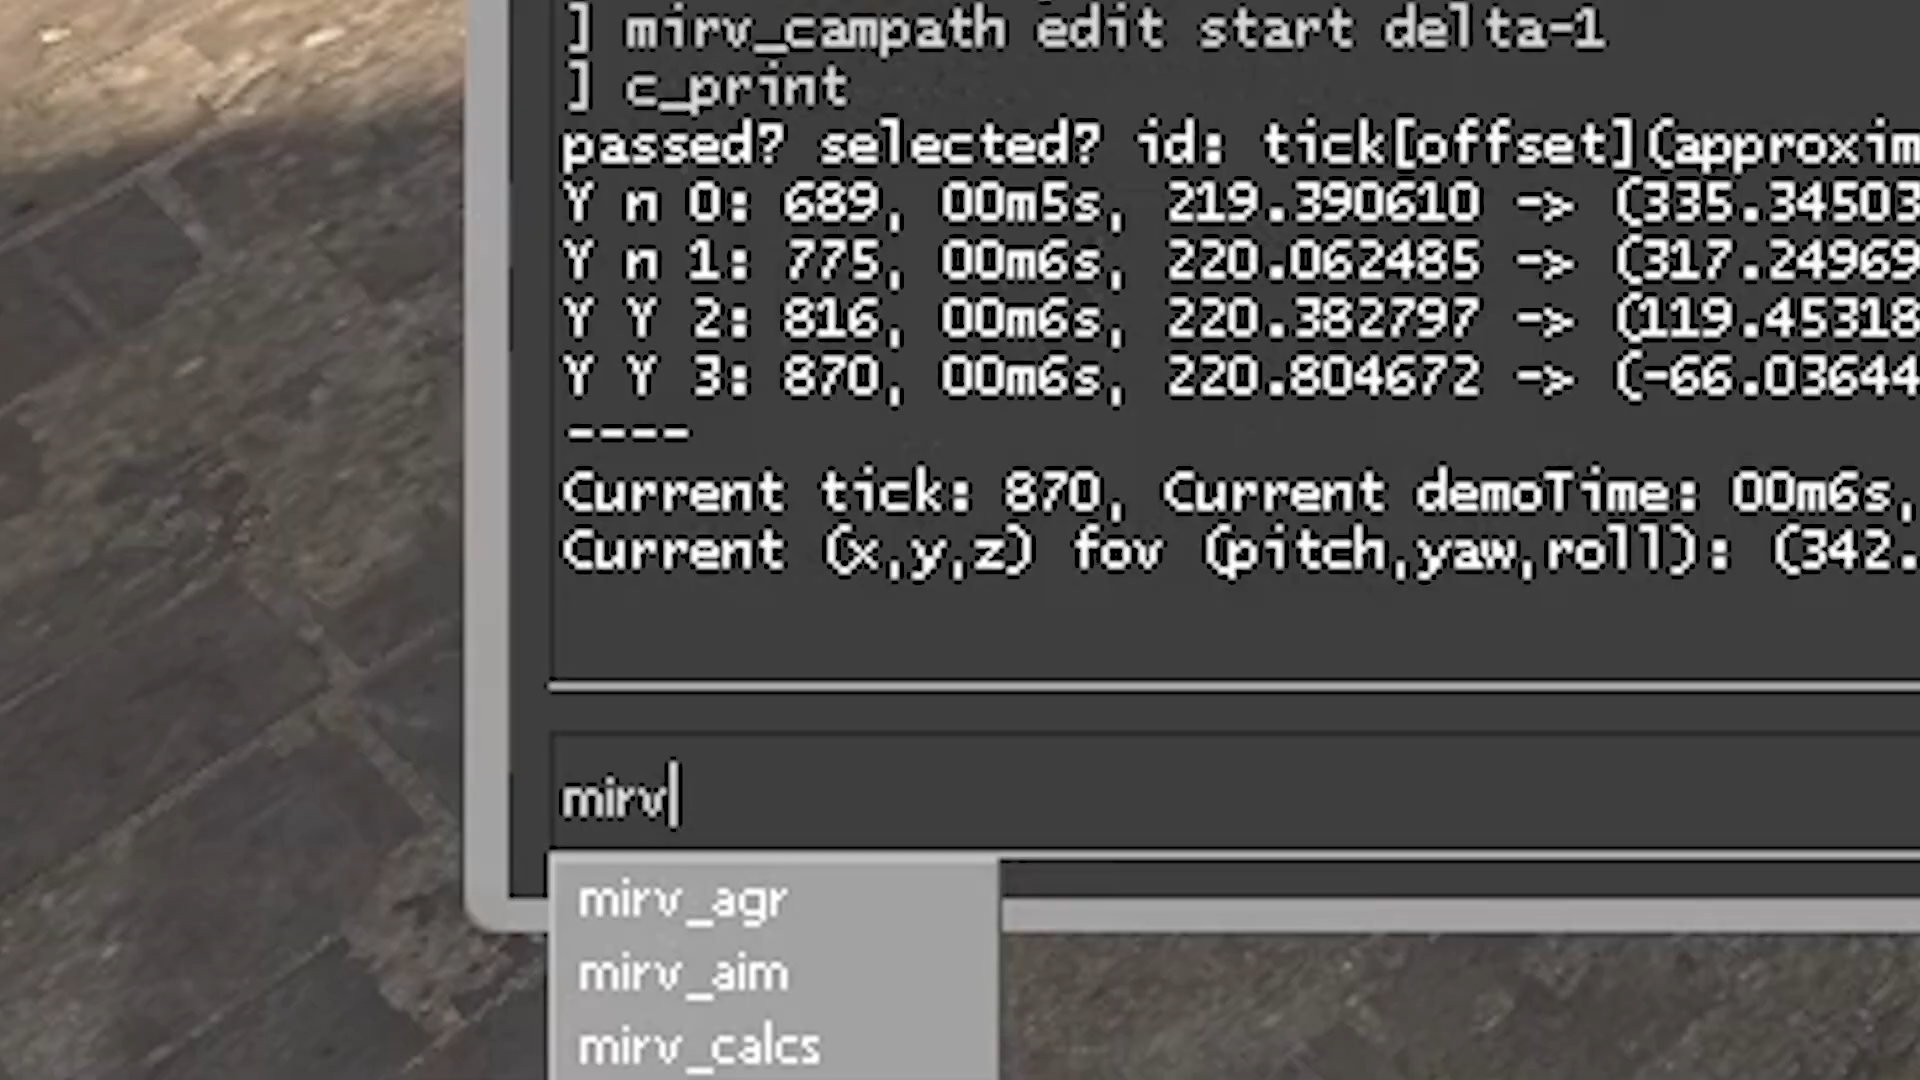 ] mirv_campath edit start delta-1
] c_print
passed? selected? id: tick[offset](approxim
Y n 0: 689, 00m5s, 219.390610 -> (335.34503
Y n 1: 775, 00m6s, 220.062485 -> (317.24969
Y Y 2: 816, 00m6s, 220.382797 -> (119.45318
Y Y 3: 870, 00m6s, 220.804672 -> (-66.03644
----
Current tick: 870, Current demoTime: 00m6s,
Current (x,y,z) fov (pitch,yaw,roll): (342.
mirv
mirv_agr
mirv_aim
mirv_calcs